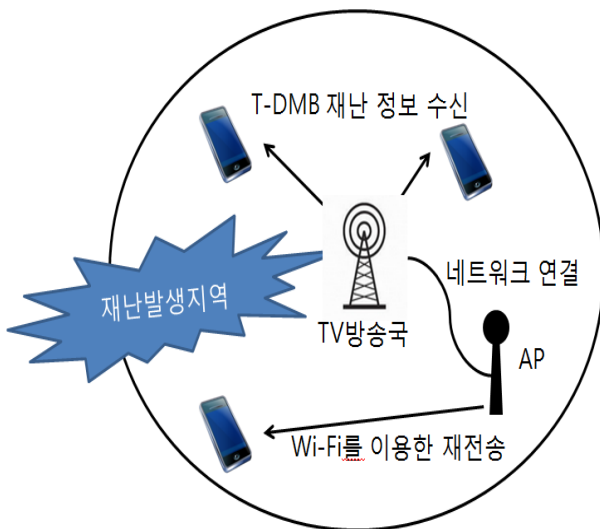 T-DMB 재난 정보 수신
네트워크 연결
재난발생지역
TV방송국
AP
Wi-Fi를 이용한 재전송